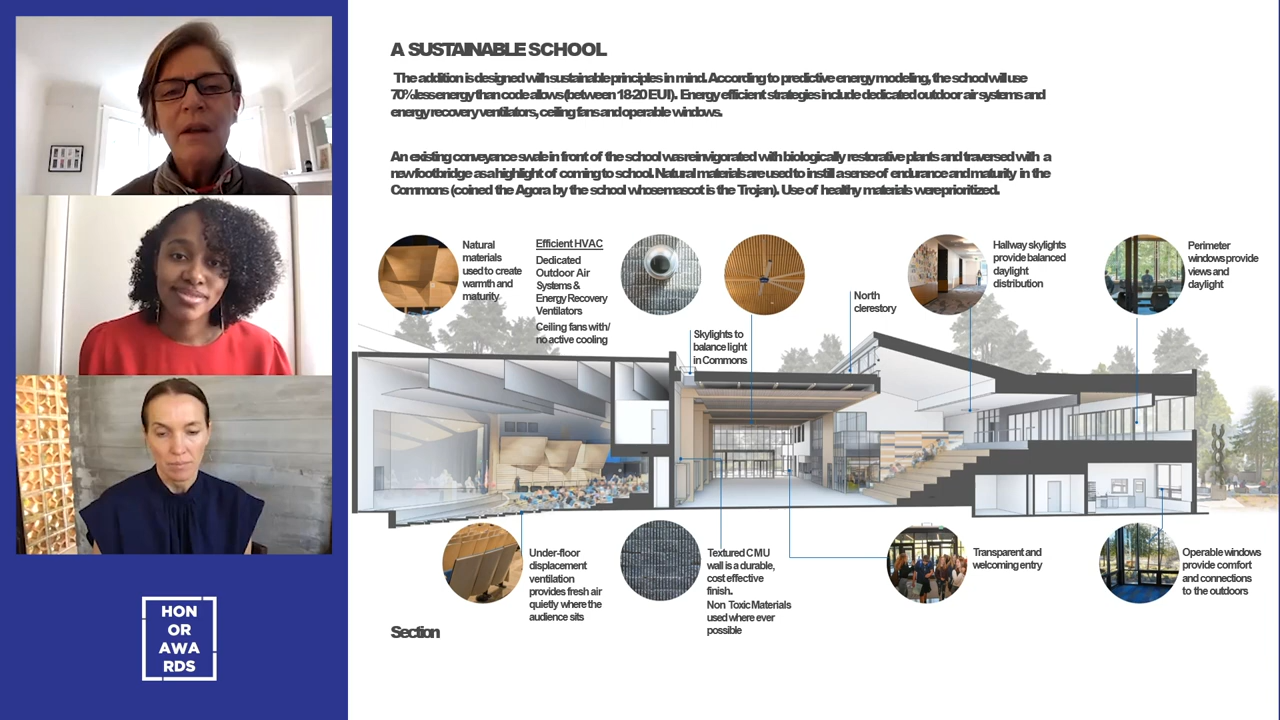 A SUSTAINABLE SCHOOL
The addition is designed with sustainable principles in mind. According to predictive energy modeling, the school will use
70% less energy than code allows (between 18-20 EUI). Energy efficient strategies include dedicated outdoor air systems and
energy recovery ventilators, ceiling fans and operable windows.
An existing conveyance swale in front of the school was reinvigorated with biologically restorative plants and traversed with a
new footbridge as a highlight of coming to school. Natural materials are used to instill a sense of endurance and maturity in the
Commons (coined the Agora by the school whose mascot is the Trojan). Use of healthy materials were prioritized.
Natural
materials
used to create
warmth and
maturity
Efficient HVAC
Dedicated
Outdoor Air
Systems &
Energy Recovery
Ventilators
Ceiling fans with/
no active cooling
Skylights to
balance light
in Commons
North
clerestory
Hallway skylights
provide balanced
daylight
distribution
Perimeter
windows provide
views and
daylight
Under-floor
displacement
ventilation
provides fresh air
quietly where the
audience sits
Textured CMU
wall is a durable,
cost effective
finish.
Non Toxic Materials
used where ever
possible
Transparent and
welcoming entry
Operable windows
provide comfort
and connections
to the outdoors
Section
HON
OR
AWA
RDS